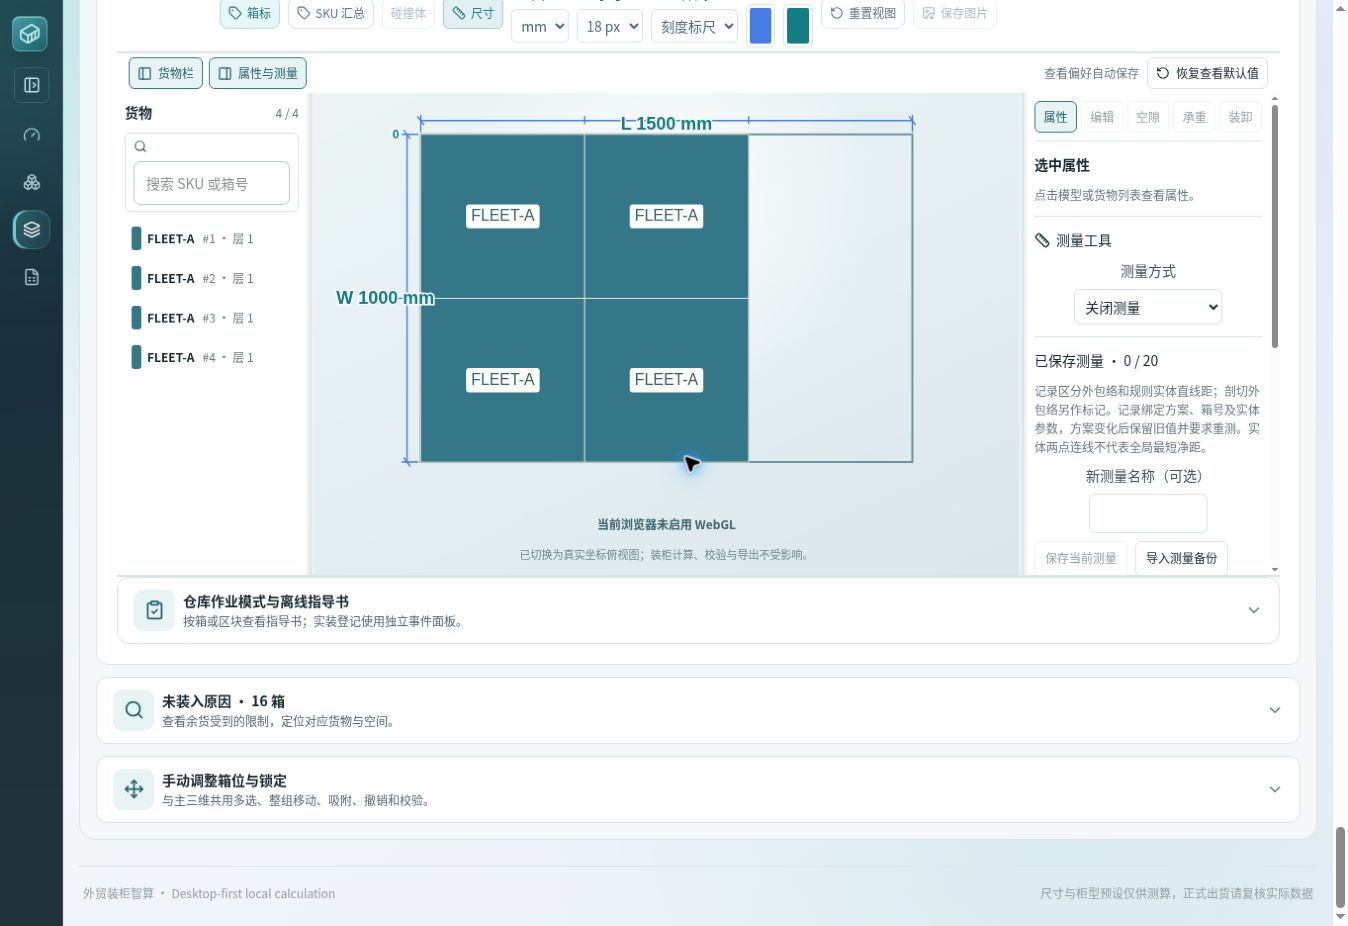 箱标
SKU 汇总
碰撞体
尺寸
mm
18 px
刻度标尺
重置视图
保存图片
货物栏
属性与测量
查看偏好自动保存
恢复查看默认值
货物
4 / 4
搜索 SKU 或箱号
FLEET-A #1 · 层 1
FLEET-A #2 · 层 1
FLEET-A #3 · 层 1
FLEET-A #4 · 层 1
L 1500 mm
0
FLEET-A
FLEET-A
W 1000 mm
FLEET-A
FLEET-A
当前浏览器未启用 WebGL
已切换为真实坐标俯视图；装柜计算、校验与导出不受影响。
属性
编辑
空隙
承重
装卸
选中属性
点击模型或货物列表查看属性。
测量工具
测量方式
关闭测量
已保存测量 · 0 / 20
记录区分外包络和规则实体直线距；剖切外
包络另作标记。记录绑定方案、箱号及实体
参数，方案变化后保留旧值并要求重测。实
体两点连线不代表全局最短净距。
新测量名称（可选）
保存当前测量
导入测量备份
仓库作业模式与离线指导书
按箱或区块查看指导书；实装登记使用独立事件面板。
未装入原因 · 16 箱
查看余货受到的限制，定位对应货物与空间。
手动调整箱位与锁定
与主三维共用多选、整组移动、吸附、撤销和校验。
外贸装柜智算 · Desktop-first local calculation
尺寸与柜型预设仅供测算，正式出货请复核实际数据